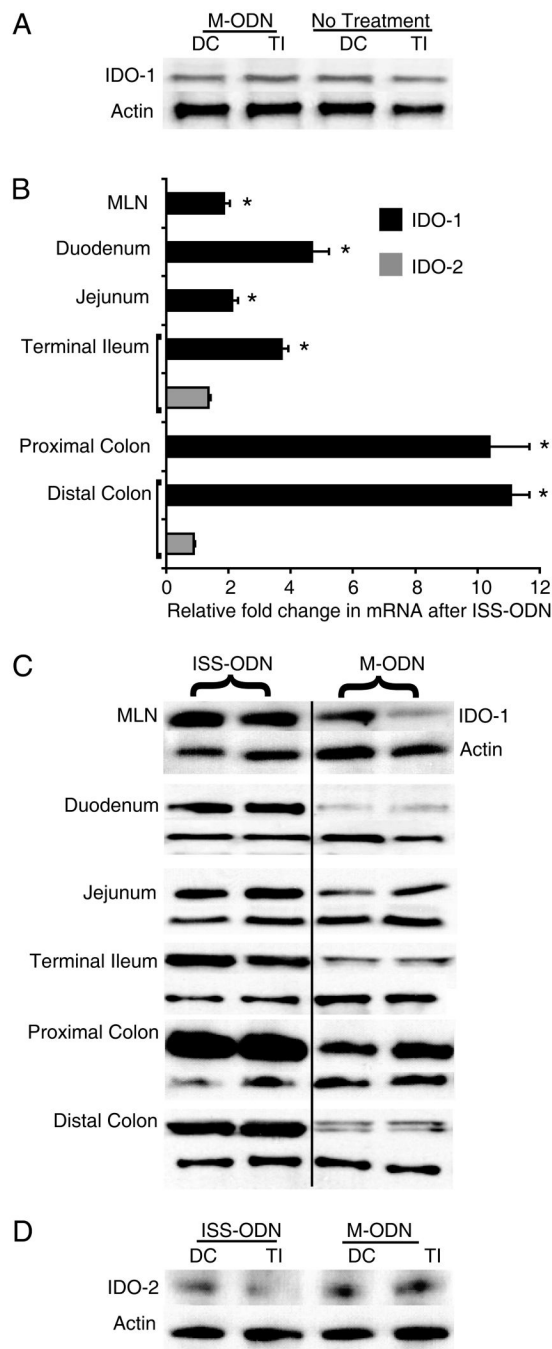 A
M-ODN No Treatment
DC TI DC TI
IDO-1
Actin
B
MLN
Duodenum
Jejunum
Terminal Ileum
Proximal Colon
Distal Colon
IDO-1
IDO-2
* * * * * *
0 2 4 6 8 10 12
Relative fold change in mRNA after ISS-ODN
C
ISS-ODN M-ODN
MLN IDO-1
Actin
Duodenum
Jejunum
Terminal Ileum
Proximal Colon
Distal Colon
D
ISS-ODN M-ODN
DC TI DC TI
IDO-2
Actin